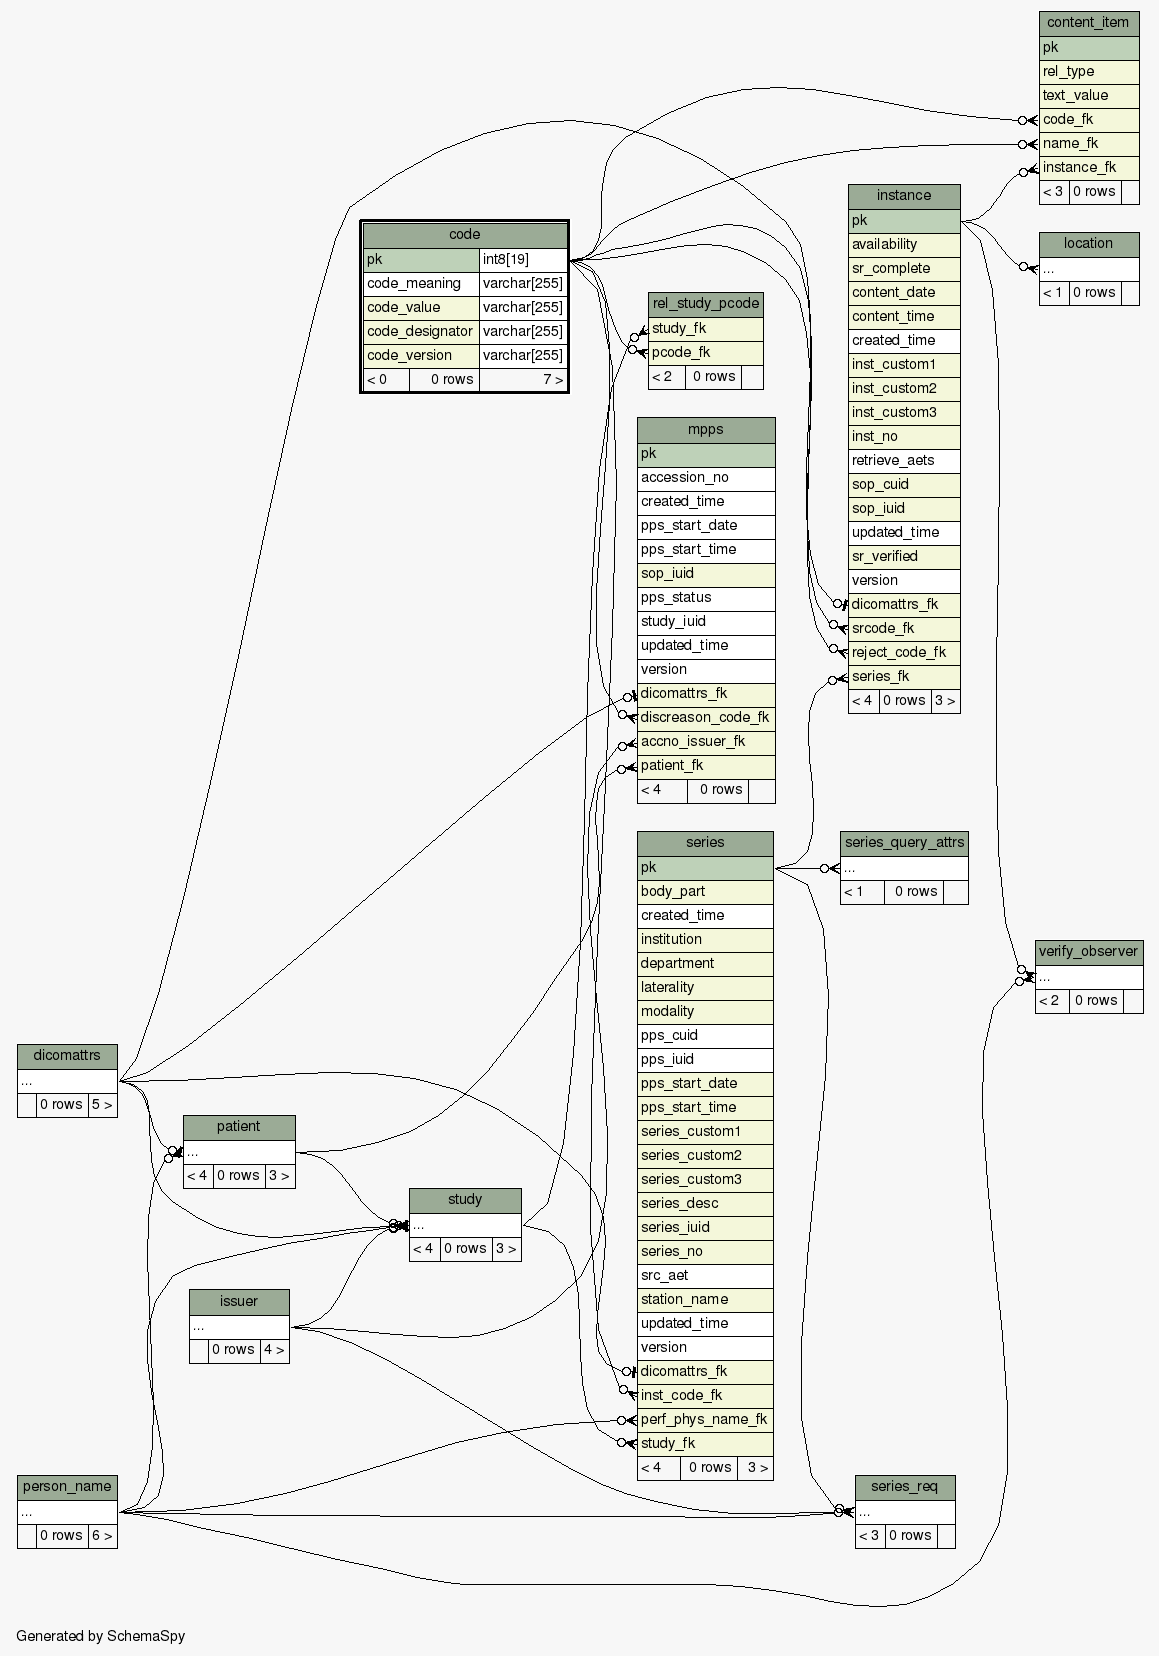 content_item
pk
rel_type
text_value
code_fk
name_fk
instance_fk
< 3 0 rows
instance
pk
availability
sr_complete
content_date
content_time
created_time
inst_custom1
inst_custom2
inst_custom3
inst_no
retrieve_aets
sop_cuid
sop_iuid
updated_time
sr_verified
version
dicomattrs_fk
srcode_fk
reject_code_fk
series_fk
< 4 0 rows 3 >
location
...
< 1 0 rows
code
pk int8[19]
code_meaning varchar[255]
code_value varchar[255]
code_designator varchar[255]
code_version varchar[255]
< 0 0 rows 7 >
rel_study_pcode
study_fk
pcode_fk
< 2 0 rows
mpps
pk
accession_no
created_time
pps_start_date
pps_start_time
sop_iuid
pps_status
study_iuid
updated_time
version
dicomattrs_fk
discreason_code_fk
accno_issuer_fk
patient_fk
< 4 0 rows
series
pk
body_part
created_time
institution
department
laterality
modality
pps_cuid
pps_iuid
pps_start_date
pps_start_time
series_custom1
series_custom2
series_custom3
series_desc
series_iuid
series_no
src_aet
station_name
updated_time
version
dicomattrs_fk
inst_code_fk
perf_phys_name_fk
study_fk
< 4 0 rows 3 >
series_query_attrs
...
< 1 0 rows
verify_observer
...
< 2 0 rows
dicomattrs
...
0 rows 5 >
patient
...
< 4 0 rows 3 >
study
...
< 4 0 rows 3 >
issuer
...
0 rows 4 >
person_name
...
0 rows 6 >
series_req
...
< 3 0 rows
Generated by SchemaSpy